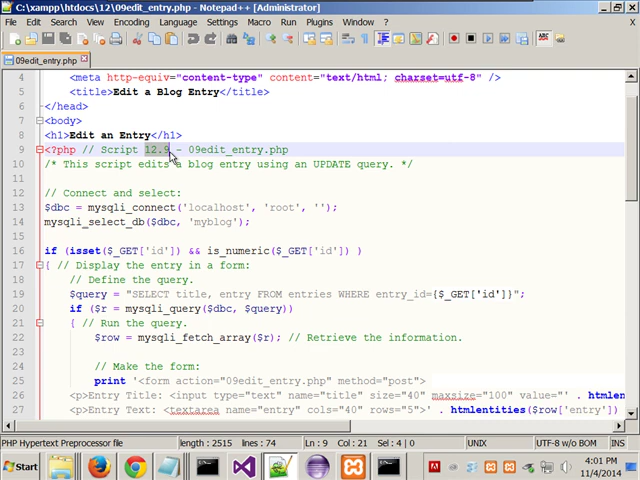 C:\xampp\htdocs\12\09edit_entry.php - Notepad++ [Administrator]
File Edit Search View Encoding Language Settings Macro Run Plugins Window ? X
ABC
09edit_entry.php
4 <meta http-equiv="content-type" content="text/html; charset=utf-8" />
5 <title>Edit a Blog Entry</title>
6 </head>
7 <body>
8 <h1>Edit an Entry</h1>
9 <?php // Script 12.9 - 09edit_entry.php
10 /* This script edits a blog entry using an UPDATE query. */
11
12 // Connect and select:
13 $dbc = mysqli_connect('localhost', 'root', '');
14 mysqli_select_db($dbc, 'myblog');
15
16 if (isset($_GET['id']) && is_numeric($_GET['id']) )
17 { // Display the entry in a form:
18 // Define the query.
19 $query = "SELECT title, entry FROM entries WHERE entry_id={$_GET['id']}";
20 if ($r = mysqli_query($dbc, $query))
21 { // Run the query.
22 $row = mysqli_fetch_array($r); // Retrieve the information.
23
24 // Make the form:
25 print '<form action="09edit_entry.php" method="post">
26 <p>Entry Title: <input type="text" name="title" size="40" maxsize="100" value="' . htmlen
27 <p>Entry Text: <textarea name="entry" cols="40" rows="5">' . htmlentities($row['entry'])
PHP Hypertext Preprocessor file length : 2515 lines : 74 Ln : 9 Col : 21 Sel : 4 | 0 UNIX UTF-8 w/o BOM INS
Start
4:01 PM
11/4/2014